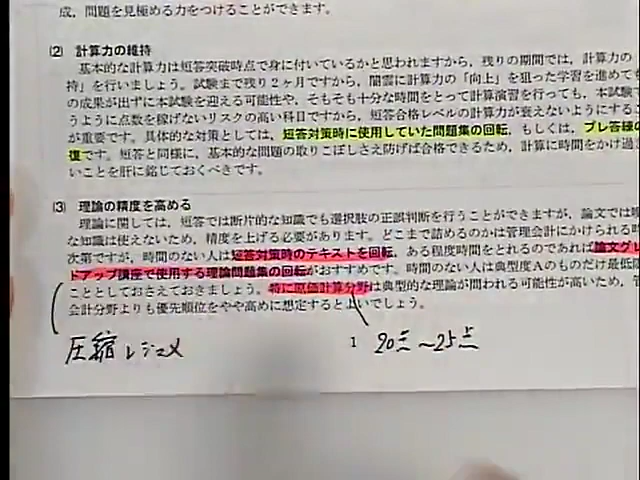 成，問題を見極める力をつけることができます。
(2) 計算力の維持
基本的な計算力は短答突破時点で身に付いているかと思われますから，残りの期間では，計算力の「
持」を行いましょう。試験まで残り2ヶ月ですから，闇雲に計算力の「向上」を狙った学習を進めて
の成果が出ずに本試験を迎える可能性や，そもそも十分な時間をとって計算演習を行っても，本試験
うように点数を稼げないリスクの高い科目ですから，短答合格レベルの計算力が衰えないようにする
が重要です。具体的な対策としては，短答対策時に使用していた問題集の回転，もしくは，プレ答練の
復です。短答と同様に，基本的な問題の取りこぼしさえ防げば合格できるため，計算に時間をかけ過
いことを肝に銘じておくべきです。
(3) 理論の精度を高める
理論に関しては，短答では断片的な知識でも選択肢の正誤判断を行うことができますが，論文では曖
な知識は使えないため，精度を上げる必要があります。どこまで詰めるのかは管理会計にかけられる時
次第ですが，時間のない人は短答対策時のテキストを回転，ある程度時間をとれるのであれば論文グレ
ドアップ講座で使用する理論問題集の回転がおすすめです。時間のない人は典型度Aのものだけ最低限
こととしておさえておきましょう。特に原価計算分野は典型的な理論が問われる可能性が高いため，管
会計分野よりも優先順位をやや高めに想定するとよいでしょう。
圧縮レジュメ
1 20点〜25点